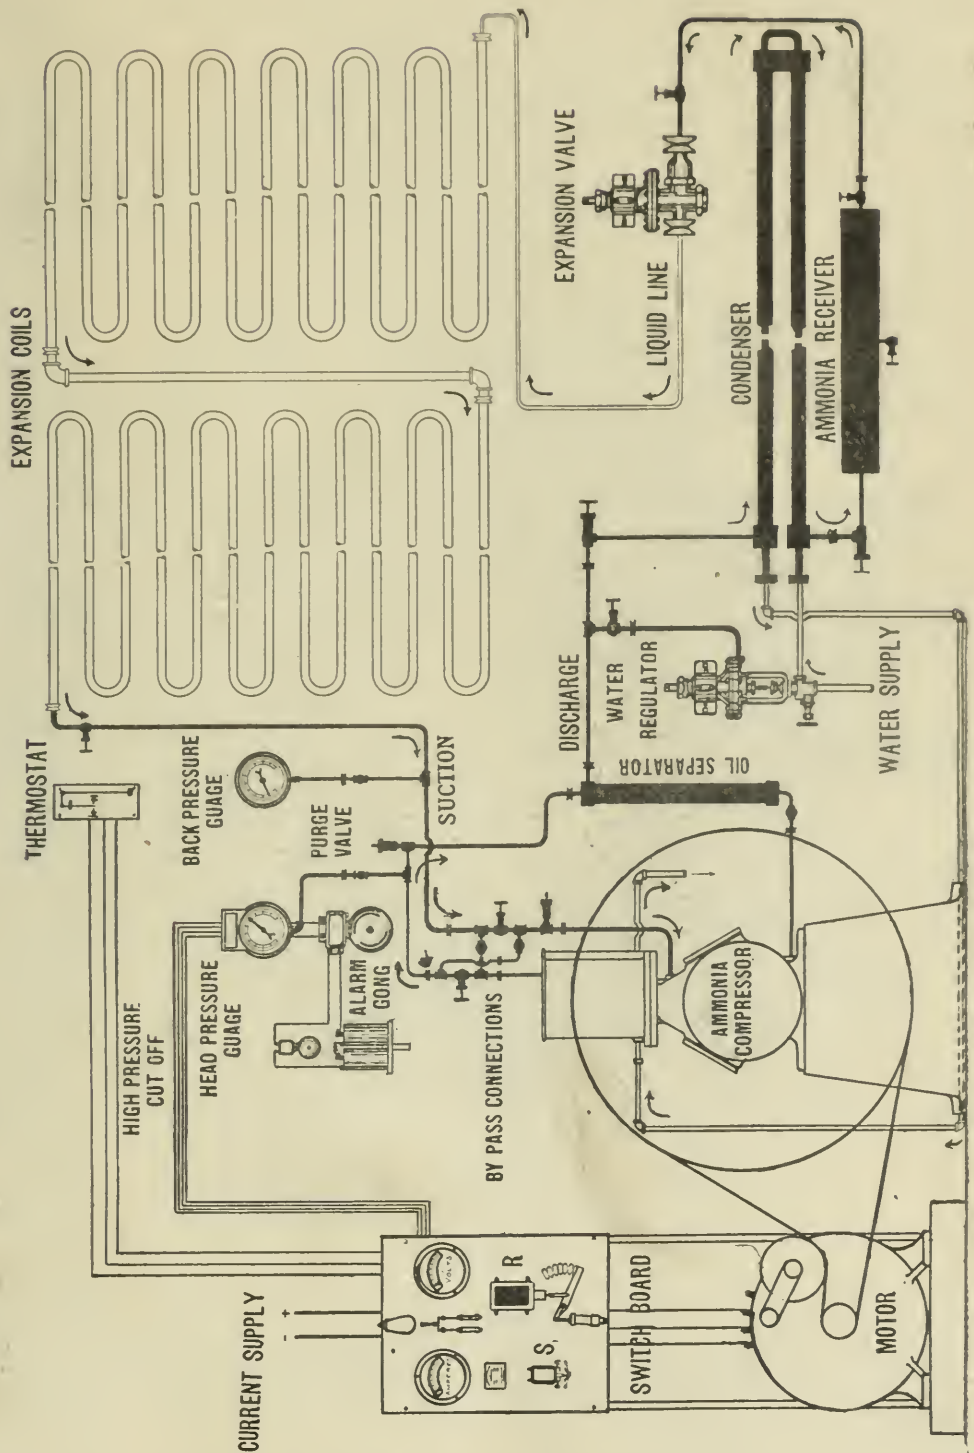 CURRENT SUPPLY
- +
HIGH PRESSURE
CUT OFF
THERMOSTAT
EXPANSION COILS
HEAD PRESSURE
GUAGE
BACK PRESSURE
GUAGE
ALARM
GONG
PURGE
VALVE
SUCTION
BY PASS CONNECTIONS
VOLTS
AMPERES
R
S
SWITCH BOARD
MOTOR
AMMONIA
COMPRESSOR
OIL SEPARATOR
DISCHARGE
WATER
REGULATOR
WATER SUPPLY
EXPANSION VALVE
LIQUID LINE
CONDENSER
AMMONIA RECEIVER